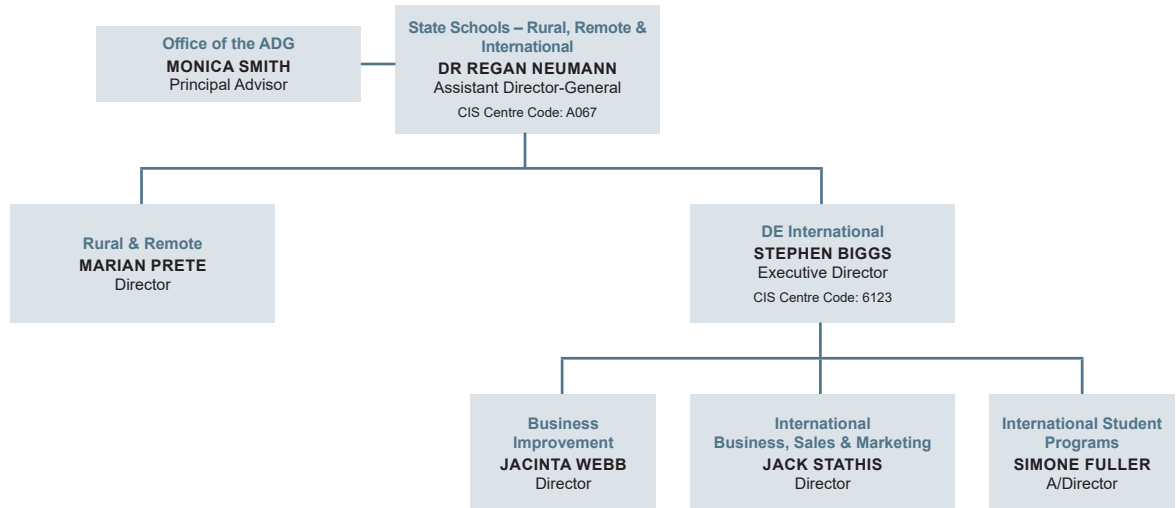 Office of the ADG
MONICA SMITH
Principal Advisor
State Schools – Rural, Remote &
International
DR REGAN NEUMANN
Assistant Director-General
CIS Centre Code: A067
Rural & Remote
MARIAN PRETE
Director
DE International
STEPHEN BIGGS
Executive Director
CIS Centre Code: 6123
Business
Improvement
JACINTA WEBB
Director
International
Business, Sales & Marketing
JACK STATHIS
Director
International Student
Programs
SIMONE FULLER
A/Director